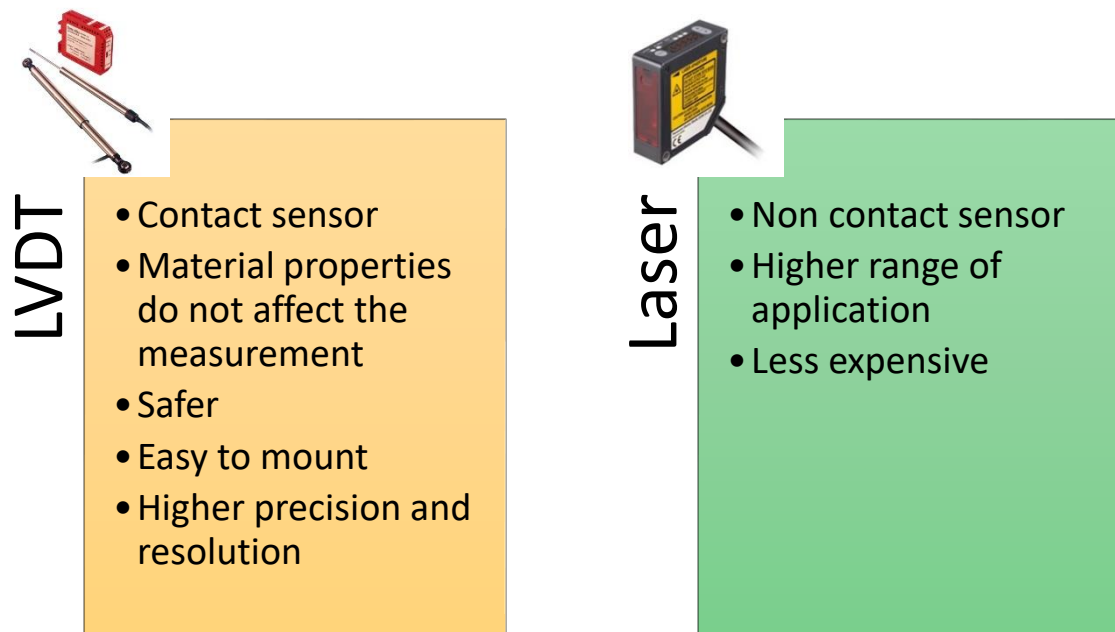 LVDT
• Contact sensor
• Material properties
do not affect the
measurement
• Safer
• Easy to mount
• Higher precision and
resolution
Laser
• Non contact sensor
• Higher range of
application
• Less expensive